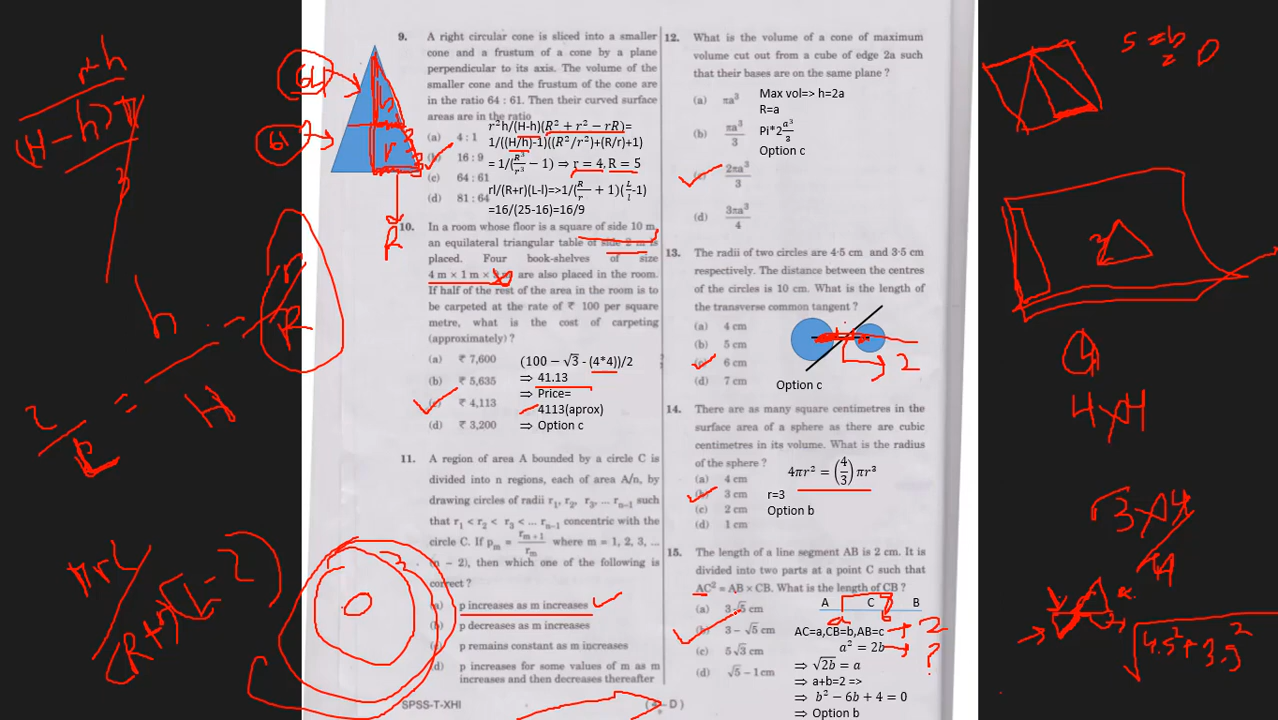 r-h
(H-h)
h
H
r
R
πrl
(R+r)(L-l)
64
61
h
r
R
9. A right circular cone is sliced into a smaller
cone and a frustum of a cone by a plane
perpendicular to its axis. The volume of the
smaller cone and the frustum of the cone are
in the ratio 64 : 61. Then their curved surface
areas are in the ratio
(a) 4 : 1
(b) 16 : 9
(c) 64 : 61
(d) 81 : 64
r²h/(H-h)(R² + r² − rR)=
1/((H/h)-1)((R²/r²)+(R/r)+1)
= 1/(R³/r³ − 1) ⇒ r = 4, R = 5
rl/(R+r)(L-l)=>1/(R/r + 1)(L/l-1)
=16/(25-16)=16/9
10. In a room whose floor is a square of side 10 m,
an equilateral triangular table of side 2 m is
placed. Four book-shelves of size
4 m × 1 m × are also placed in the room.
If half of the rest of the area in the room is to
be carpeted at the rate of ₹ 100 per square
metre, what is the cost of carpeting
(approximately) ?
(a) ₹ 7,600
(b) ₹ 5,635
(c) ₹ 4,113
(d) ₹ 3,200
(100 − √3 - (4*4))/2
⇒ 41.13
⇒ Price=
4113(aprox)
⇒ Option c
11. A region of area A bounded by a circle C is
divided into n regions, each of area A/n, by
drawing circles of radii r₁, r₂, r₃, ... rₙ₋₁ such
that r₁ < r₂ < r₃ < ... rₙ₋₁ concentric with the
circle C. If pₘ = rₘ₊₁/rₘ where m = 1, 2, 3, ...
(n − 2), then which one of the following is
correct ?
(a) p increases as m increases
(b) p decreases as m increases
(c) p remains constant as m increases
(d) p increases for some values of m as m
increases and then decreases thereafter
SPSS-T-XHI
( - D)
12. What is the volume of a cone of maximum
volume cut out from a cube of edge 2a such
that their bases are on the same plane ?
(a) πa³
(b) πa³/3
(c) 2πa³/3
(d) 3πa³/4
Max vol=> h=2a
R=a
Pi*2a³/3
Option c
13. The radii of two circles are 4·5 cm and 3·5 cm
respectively. The distance between the centres
of the circles is 10 cm. What is the length of
the transverse common tangent ?
(a) 4 cm
(b) 5 cm
(c) 6 cm
(d) 7 cm
2
Option c
14. There are as many square centimetres in the
surface area of a sphere as there are cubic
centimetres in its volume. What is the radius
of the sphere ?
(a) 4 cm
(b) 3 cm
(c) 2 cm
(d) 1 cm
4πr² = (4/3)πr³
r=3
Option b
15. The length of a line segment AB is 2 cm. It is
divided into two parts at a point C such that
AC² = AB × CB. What is the length of CB ?
(a) 3√5 cm
(b) 3 − √5 cm
(c) 5√3 cm
(d) √5 − 1 cm
A C B
a b
AC=a,CB=b,AB=c → 2
a² = 2b → ?
⇒ √2b = a
⇒ a+b=2 =>
⇒ b² − 6b + 4 = 0
⇒ Option b
2
4
4×4
√3×4
4
√4.5²+3.5²